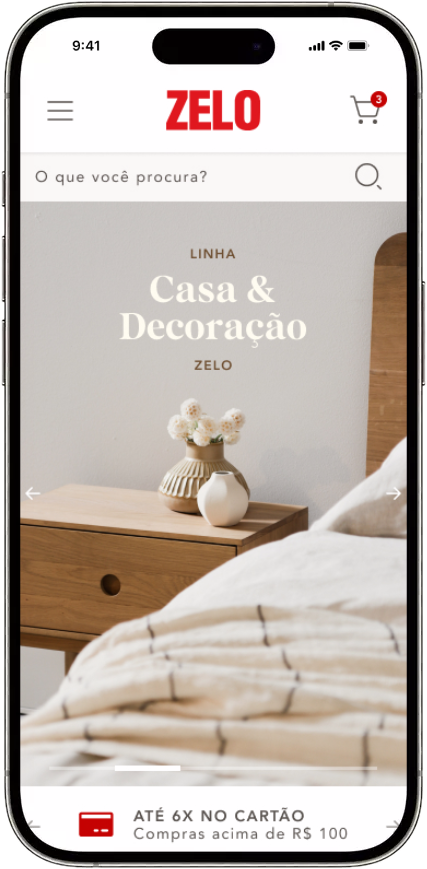 9:41
ZELO
3
O que você procura?
LINHA
Casa &
Decoração
ZELO
ATÉ 6X NO CARTÃO
Compras acima de R$ 100